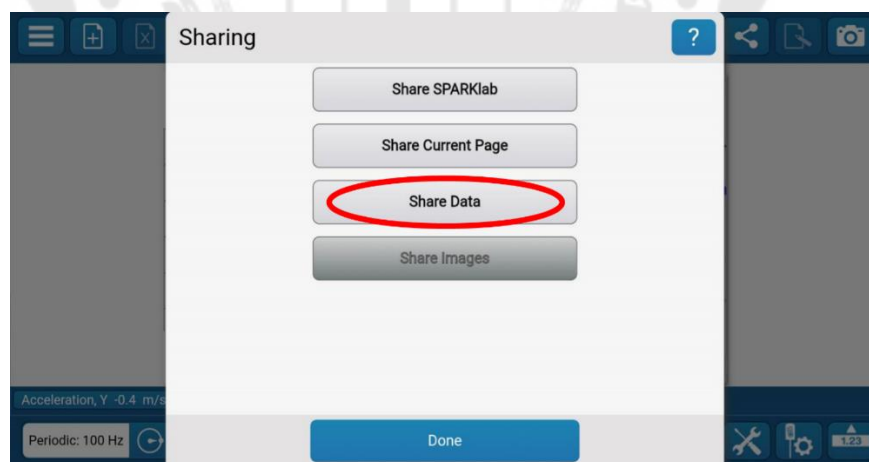 Sharing
?
Share SPARKlab
Share Current Page
Share Data
Share Images
Acceleration, Y -0.4 m/s
Periodic: 100 Hz
Done
1.23